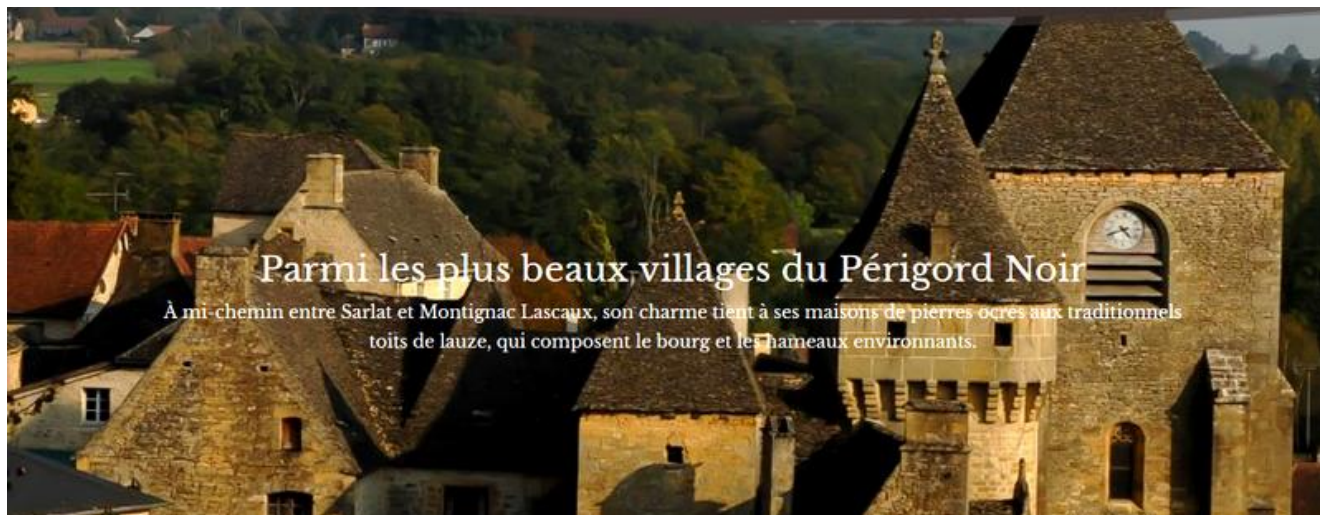 Parmi les plus beaux villages du Périgord Noir
À mi-chemin entre Sarlat et Montignac Lascaux, son charme tient à ses maisons de pierres ocres aux traditionnels
toits de lauze, qui composent le bourg et les hameaux environnants.